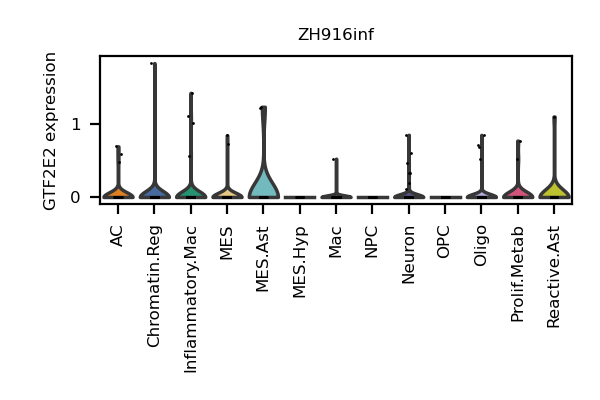 ZH916inf
GTF2E2 expression
1
0
AC
Chromatin.Reg
Inflammatory.Mac
MES
MES.Ast
MES.Hyp
Mac
NPC
Neuron
OPC
Oligo
Prolif.Metab
Reactive.Ast